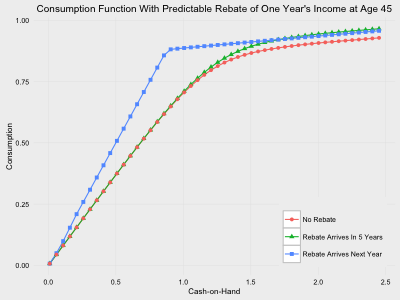 Consumption Function With Predictable Rebate of One Year's Income at Age 45
1.00
0.75
0.50
0.25
0.00
Consumption
0.0
0.5
1.0
1.5
2.0
2.5
Cash-on-Hand
No Rebate
Rebate Arrives In 5 Years
Rebate Arrives Next Year